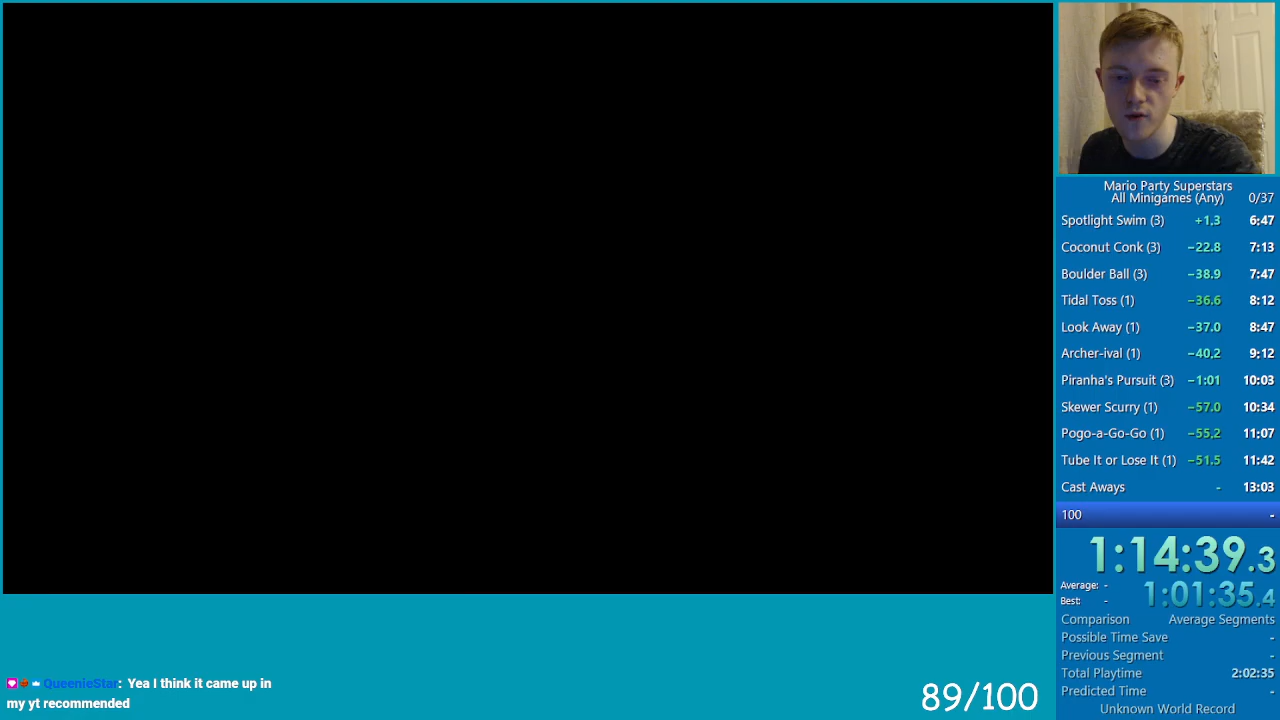 Mario Party Superstars
All Minigames (Any) 0/37
Spotlight Swim (3) +1.3 6:47
Coconut Conk (3) −22.8 7:13
Boulder Ball (3) −38.9 7:47
Tidal Toss (1) −36.6 8:12
Look Away (1) −37.0 8:47
Archer-ival (1) −40.2 9:12
Piranha's Pursuit (3) −1:01 10:03
Skewer Scurry (1) −57.0 10:34
Pogo-a-Go-Go (1) −55.2 11:07
Tube It or Lose It (1) −51.5 11:42
Cast Aways - 13:03
100 -
1:14:39.3
Average: -
Best: - 1:01:35.4
Comparison Average Segments
Possible Time Save -
Previous Segment -
Total Playtime 2:02:35
Predicted Time -
Unknown World Record
QueenieStar: Yea I think it came up in
my yt recommended
89/100